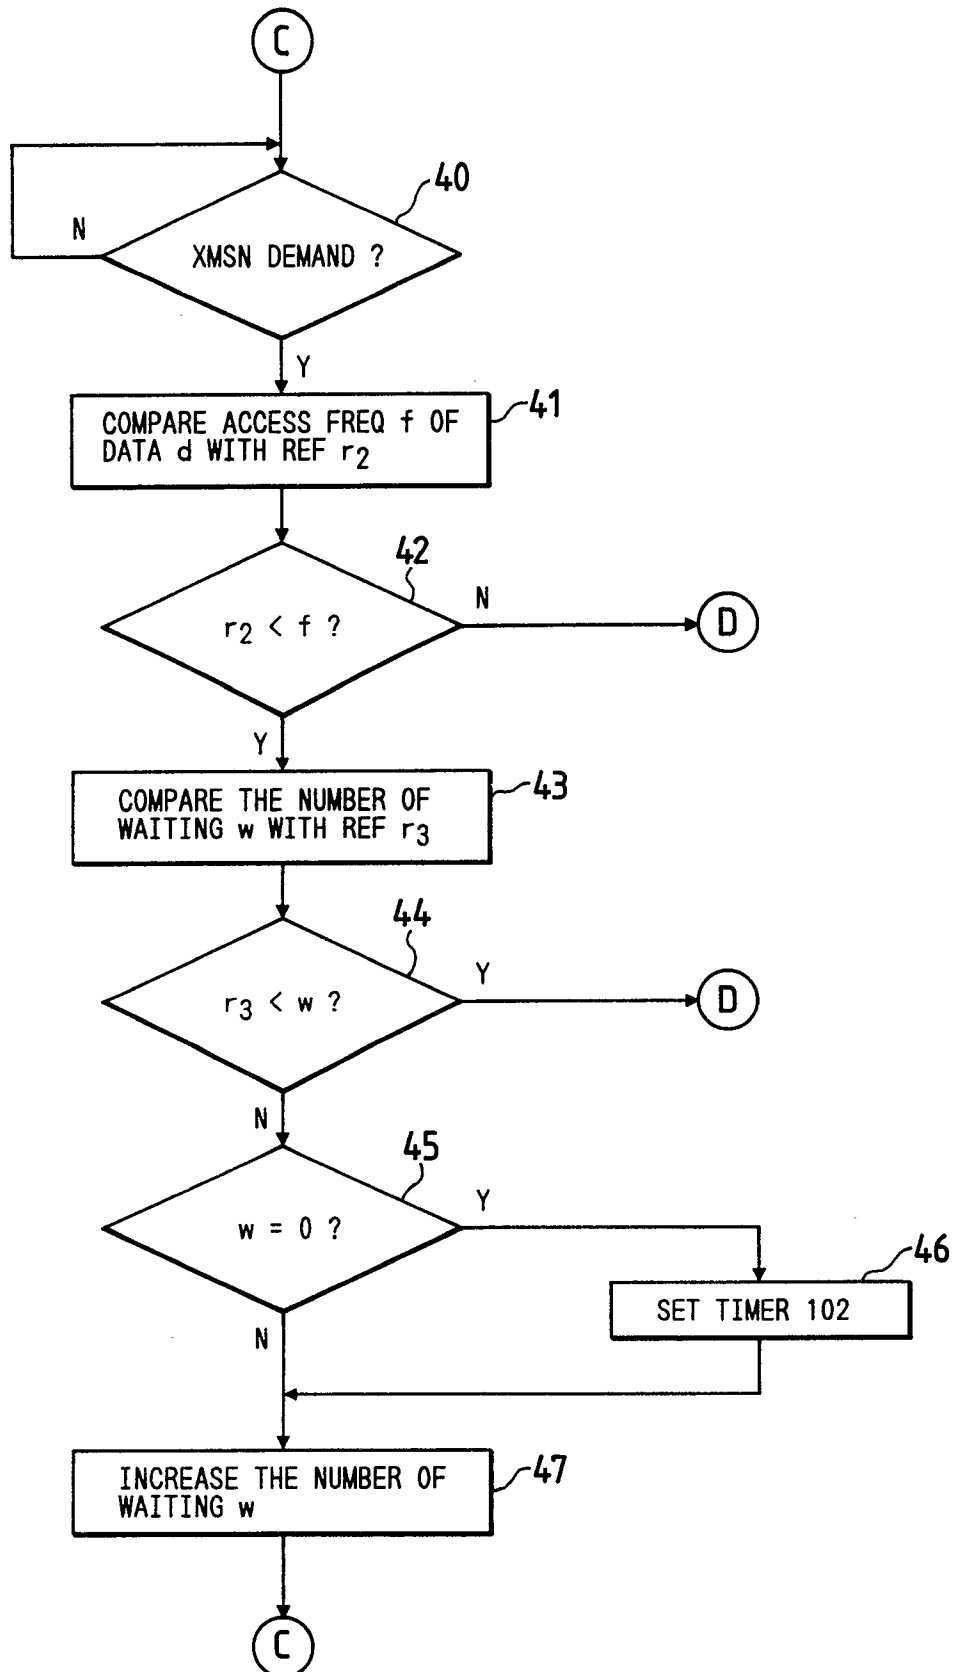 C
40
N
XMSN DEMAND ?
Y
41
COMPARE ACCESS FREQ f OF
DATA d WITH REF r2
42
N
r2 < f ?
D
Y
43
COMPARE THE NUMBER OF
WAITING w WITH REF r3
44
Y
r3 < w ?
D
N
45
Y
w = 0 ?
46
SET TIMER 102
N
47
INCREASE THE NUMBER OF
WAITING w
C